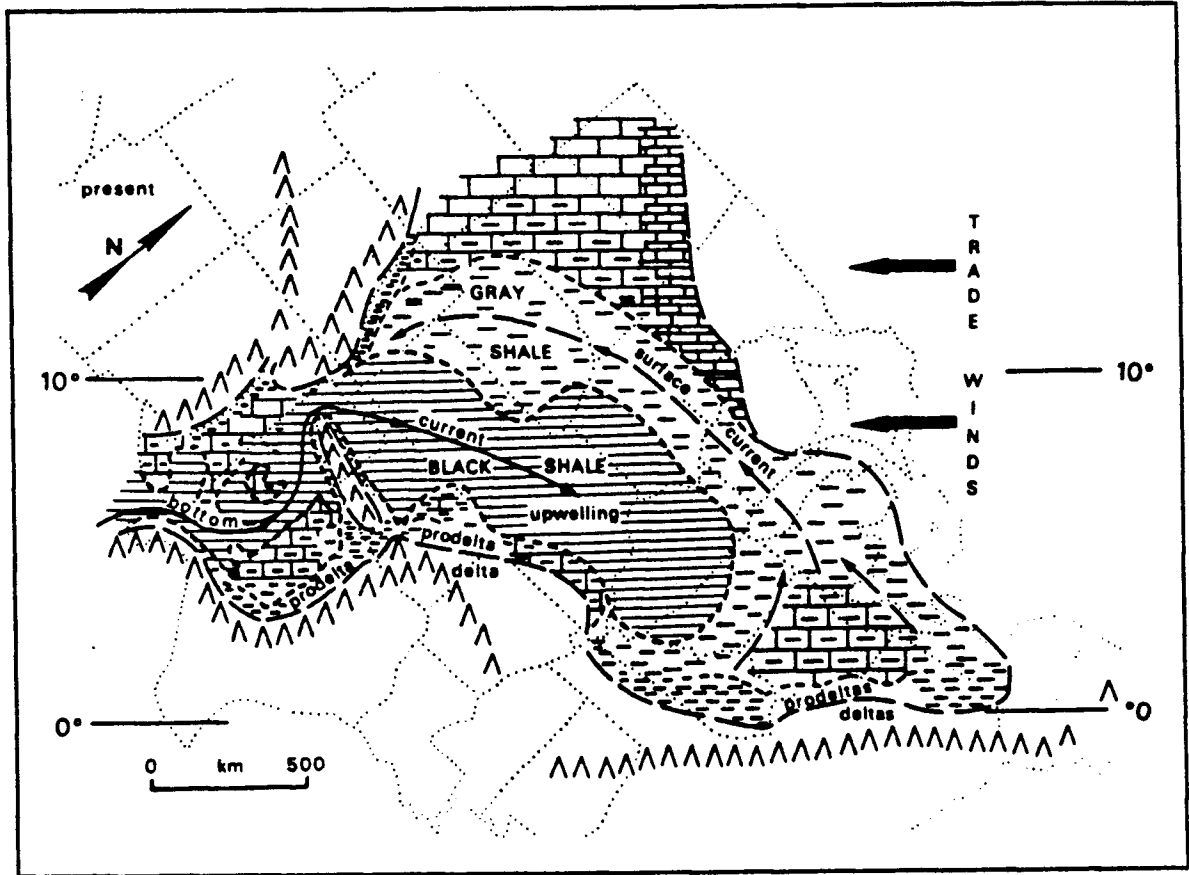 present
N
TRADE
WINDS
GRAY
SHALE
surface
current
10°
10°
current
BLACK SHALE
upwelling
bottom
prodelta
delta
prodelta
prodeltas
deltas
0°
°0
0 km 500